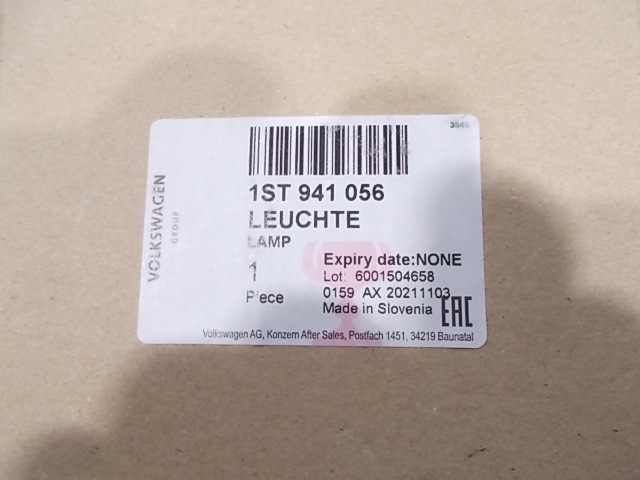 3846
VOLKSWAGEN
GROUP
1ST 941 056
LEUCHTE
LAMP
1
Piece
Expiry date:NONE
Lot: 6001504658
0159 AX 20211103
Made in Slovenia
EAC
Volkswagen AG, Konzern After Sales, Postfach 1451, 34219 Baunatal